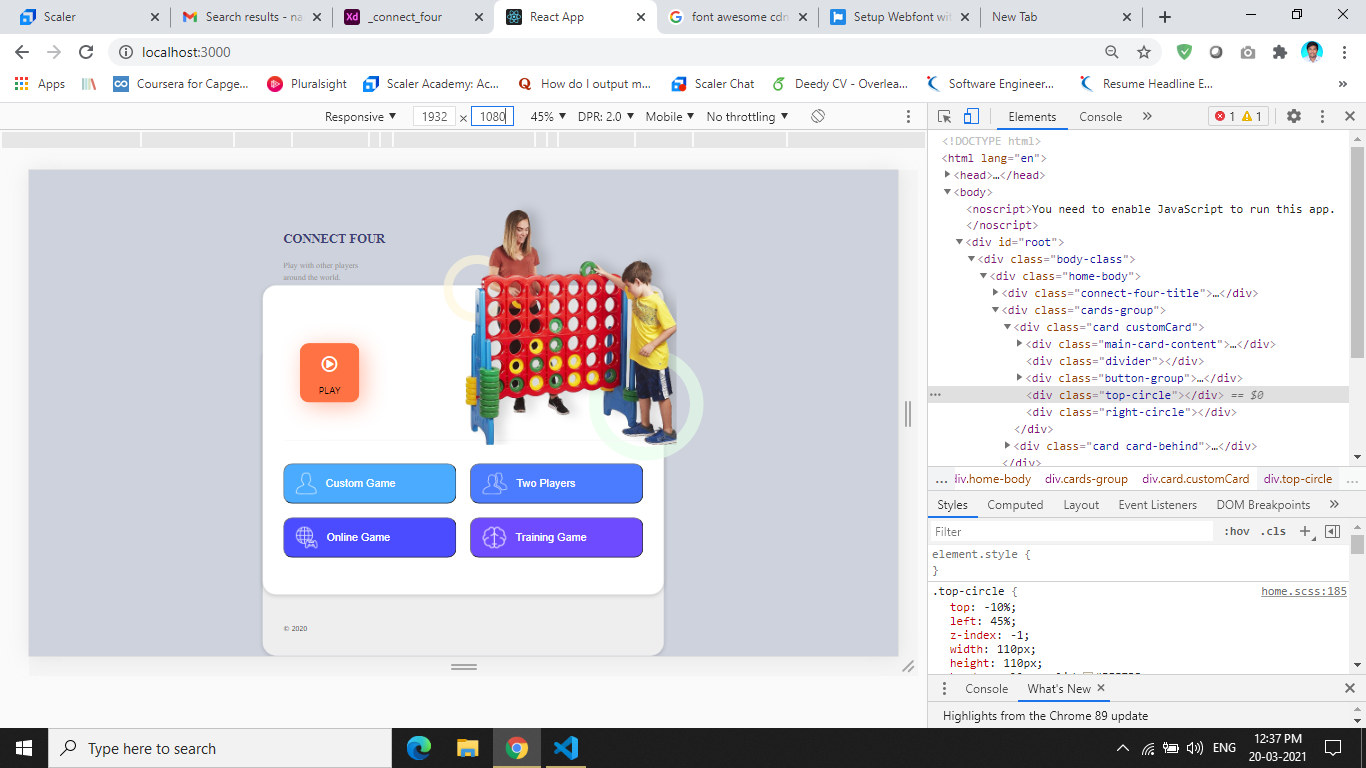 Scaler
Search results - na
_connect_four
React App
font awesome cdn
Setup Webfont wit
New Tab
localhost:3000
Apps
Coursera for Capge...
Pluralsight
Scaler Academy: Ac...
How do I output m...
Scaler Chat
Deedy CV - Overlea...
Software Engineer...
Resume Headline E...
»
Responsive ▼ 1932 × 1080 45% ▼ DPR: 2.0 ▼ Mobile ▼ No throttling ▼
Elements Console » 1 1
<!DOCTYPE html>
<html lang="en">
<head>…</head>
<body>
<noscript>You need to enable JavaScript to run this app.
</noscript>
<div id="root">
<div class="body-class">
<div class="home-body">
<div class="connect-four-title">…</div>
<div class="cards-group">
<div class="card customCard">
<div class="main-card-content">…</div>
<div class="divider"></div>
<div class="button-group">…</div>
<div class="top-circle"></div> == $0
<div class="right-circle"></div>
</div>
<div class="card card-behind">…</div>
</div>
... div.home-body div.cards-group div.card.customCard div.top-circle ...
Styles Computed Layout Event Listeners DOM Breakpoints »
Filter :hov .cls +
element.style {
}
.top-circle { home.scss:185
top: -10%;
left: 45%;
z-index: -1;
width: 110px;
height: 110px;
Console What's New ×
Highlights from the Chrome 89 update
CONNECT FOUR
Play with other players
around the world.
PLAY
Custom Game
Two Players
Online Game
Training Game
© 2020
Type here to search
ENG
12:37 PM
20-03-2021